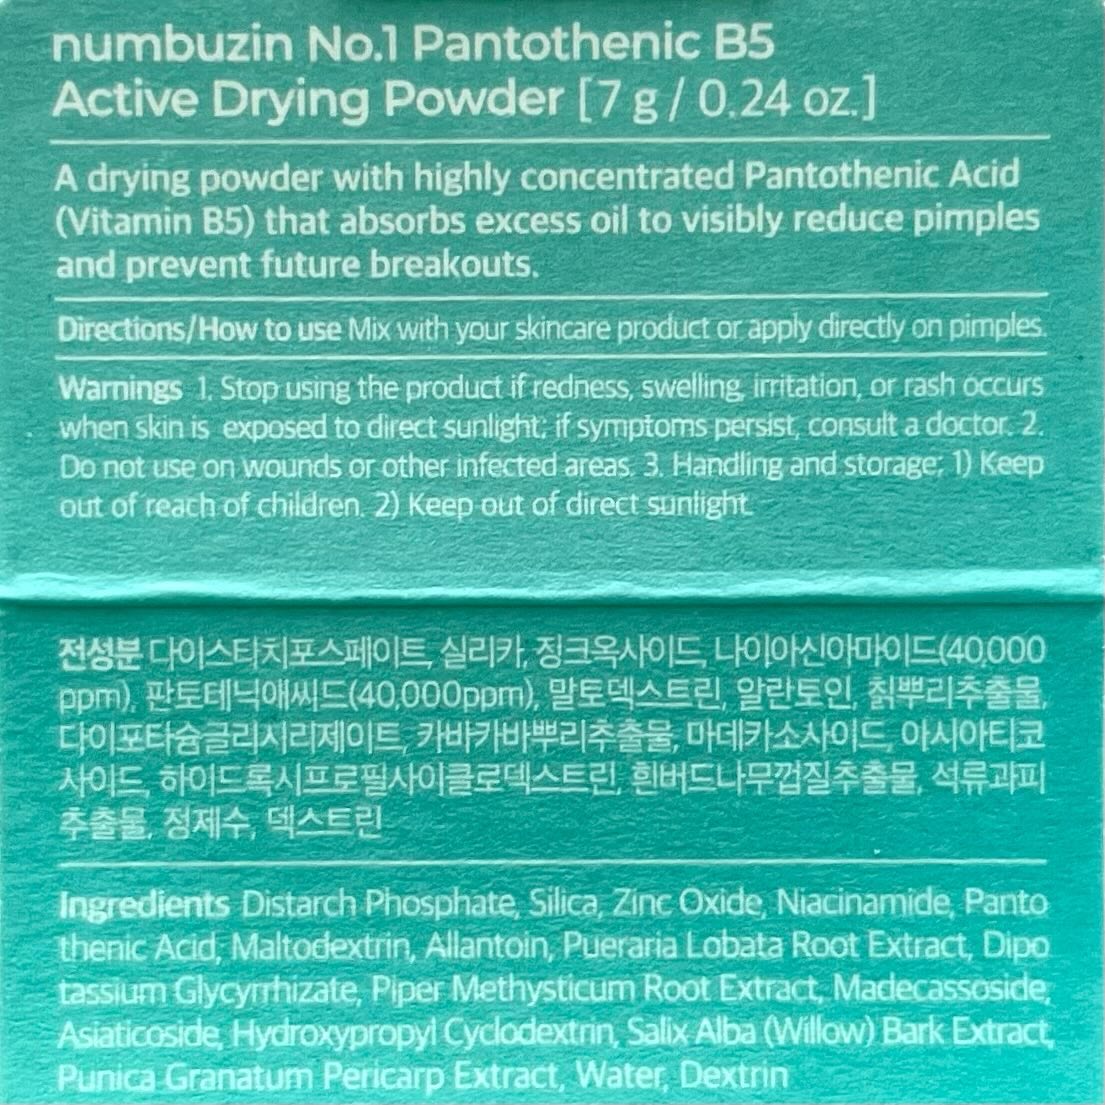 numbuzin No.1 Pantothenic B5
Active Drying Powder [7 g / 0.24 oz.]
A drying powder with highly concentrated Pantothenic Acid
(Vitamin B5) that absorbs excess oil to visibly reduce pimples
and prevent future breakouts.
Directions/How to use Mix with your skincare product or apply directly on pimples.
Warnings 1. Stop using the product if redness, swelling, irritation, or rash occurs
when skin is exposed to direct sunlight; if symptoms persist, consult a doctor. 2.
Do not use on wounds or other infected areas. 3. Handling and storage; 1) Keep
out of reach of children. 2) Keep out of direct sunlight.
전성분 다이스타치포스페이트, 실리카, 징크옥사이드, 나이아신아마이드(40,000
ppm), 판토테닉애씨드(40,000ppm), 말토덱스트린, 알란토인, 칡뿌리추출물,
다이포타슘글리시리제이트, 카바카바뿌리추출물, 마데카소사이드, 아시아티코
사이드, 하이드록시프로필사이클로덱스트린, 흰버드나무껍질추출물, 석류과피
추출물, 정제수, 덱스트린
Ingredients Distarch Phosphate, Silica, Zinc Oxide, Niacinamide, Panto
thenic Acid, Maltodextrin, Allantoin, Pueraria Lobata Root Extract, Dipo
tassium Glycyrrhizate, Piper Methysticum Root Extract, Madecassoside,
Asiaticoside, Hydroxypropyl Cyclodextrin, Salix Alba (Willow) Bark Extract,
Punica Granatum Pericarp Extract, Water, Dextrin